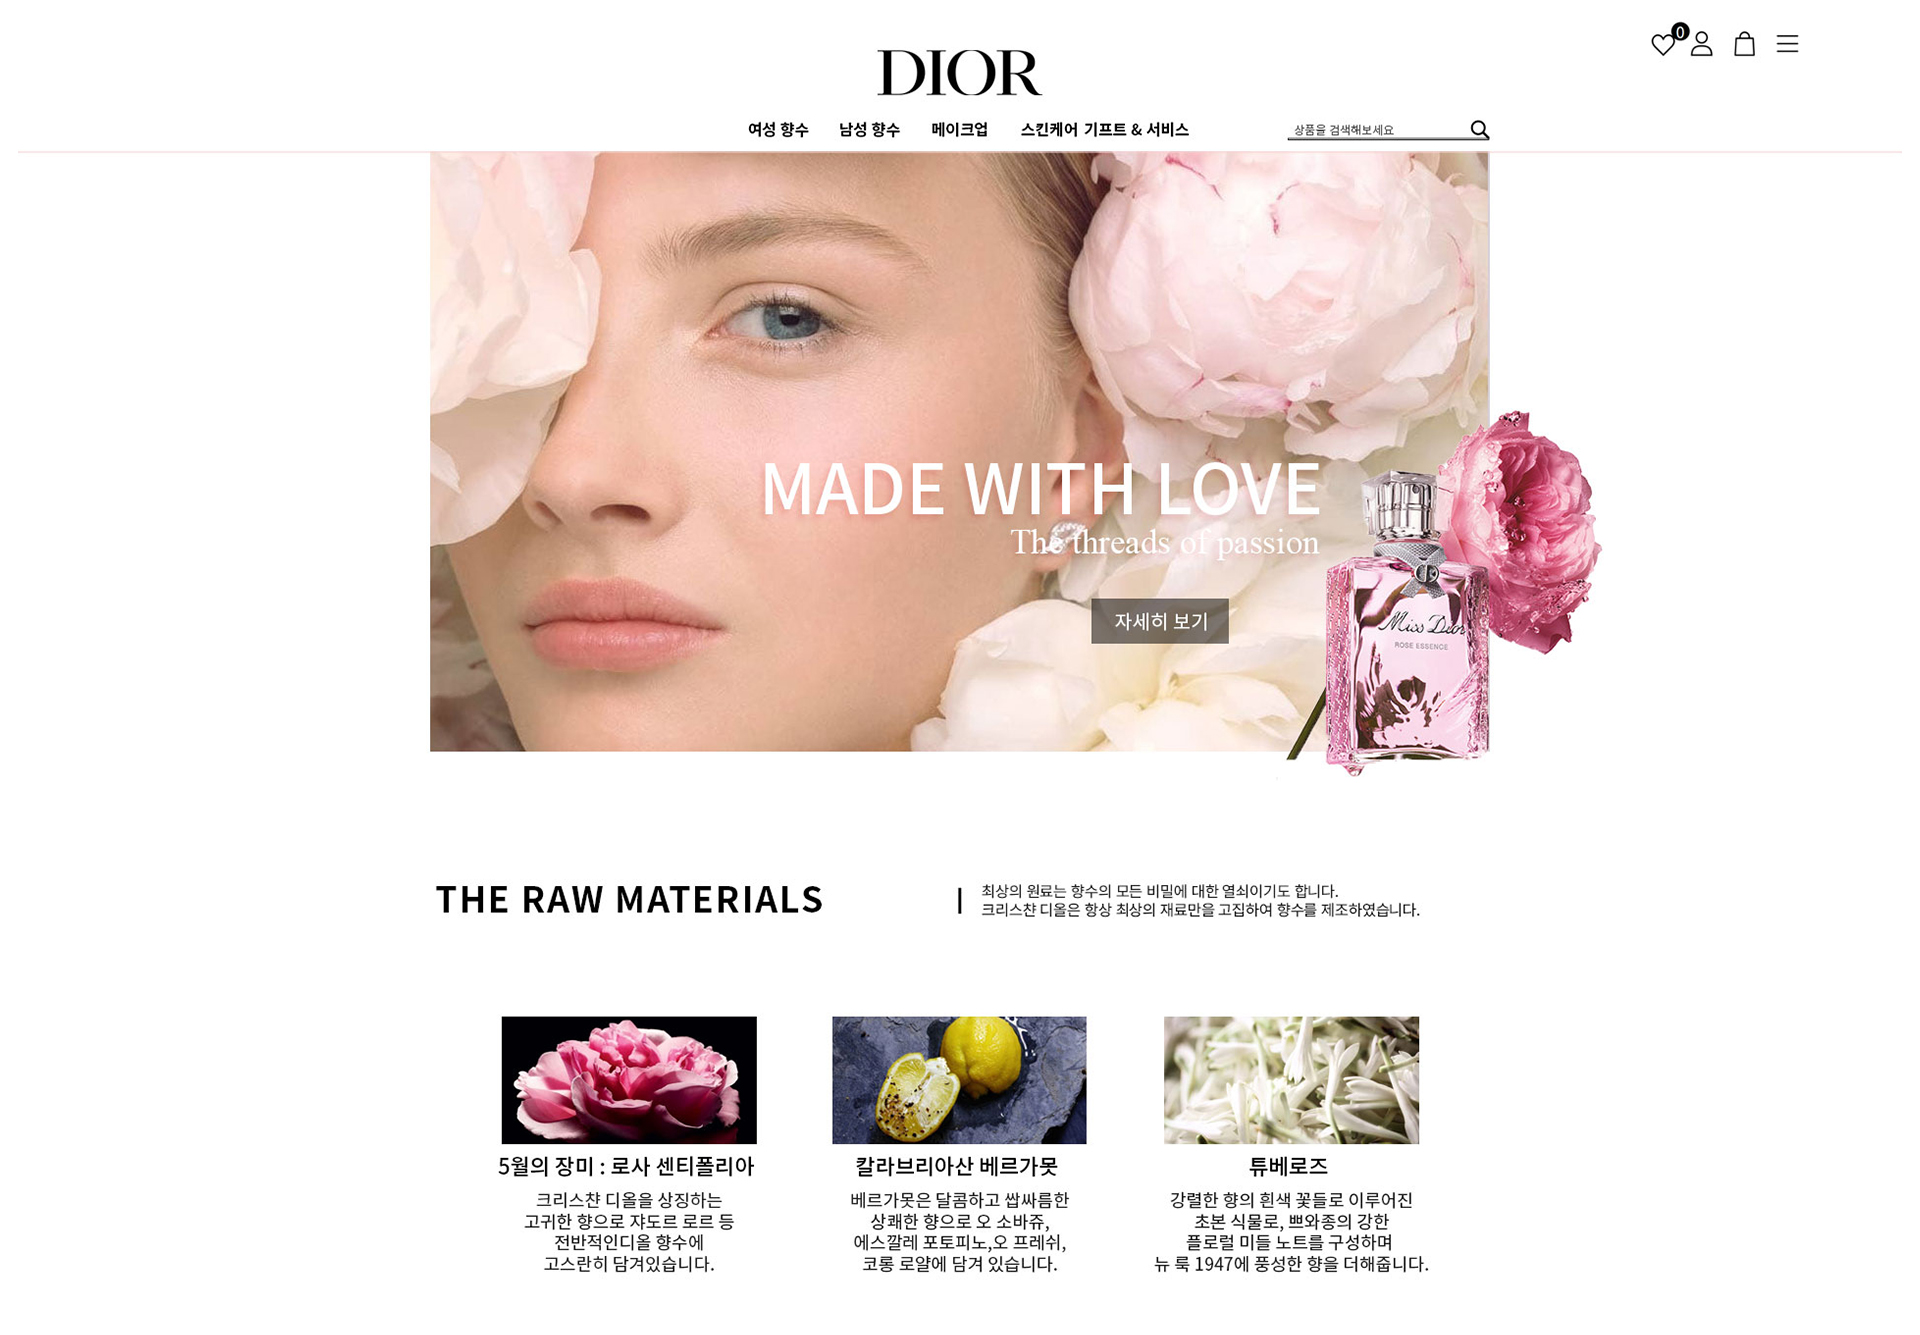 0
DIOR
여성 향수 남성 향수 메이크업 스킨케어 기프트 & 서비스
상품을 검색해보세요
MADE WITH LOVE
The threads of passion
자세히 보기
Miss Dior
ROSE ESSENCE
THE RAW MATERIALS
최상의 원료는 향수의 모든 비밀에 대한 열쇠이기도 합니다.
크리스챤 디올은 항상 최상의 재료만을 고집하여 향수를 제조하였습니다.
5월의 장미 : 로사 센티폴리아
크리스챤 디올을 상징하는
고귀한 향으로 쟈도르 로르 등
전반적인디올 향수에
고스란히 담겨있습니다.
칼라브리아산 베르가못
베르가못은 달콤하고 쌉싸름한
상쾌한 향으로 오 소바쥬,
에스깔레 포토피노,오 프레쉬,
코롱 로얄에 담겨 있습니다.
튜베로즈
강렬한 향의 흰색 꽃들로 이루어진
초본 식물로, 쁘와종의 강한
플로럴 미들 노트를 구성하며
뉴 룩 1947에 풍성한 향을 더해줍니다.